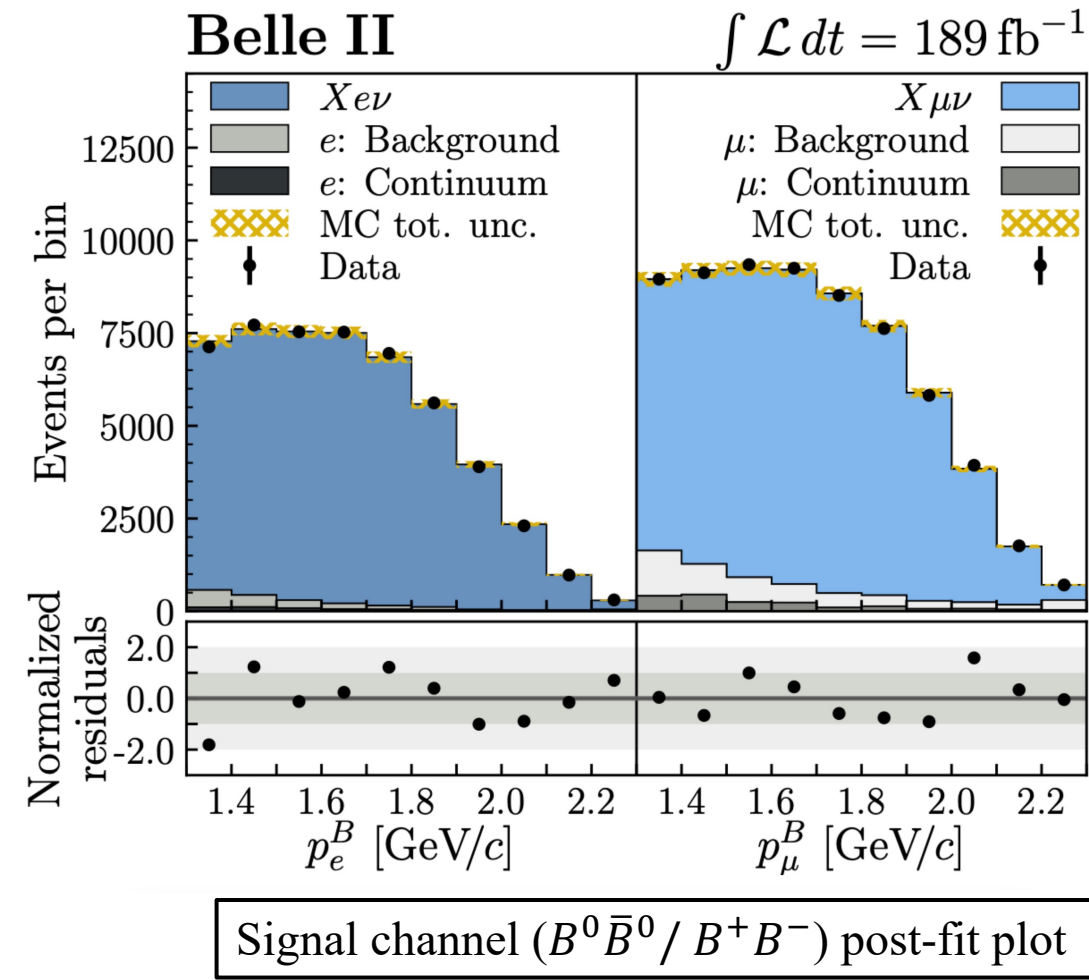 Belle II
∫ ℒ dt = 189 fb⁻¹
Events per bin
12500
10000
7500
5000
2500
0
Xeν
e: Background
e: Continuum
MC tot. unc.
Data
Xμν
μ: Background
μ: Continuum
MC tot. unc.
Data
Normalized
residuals
2.0
0.0
-2.0
1.4 1.6 1.8 2.0 2.2
1.4 1.6 1.8 2.0 2.2
p_e^B [GeV/c]
p_μ^B [GeV/c]
Signal channel (B⁰B̄⁰/ B⁺B⁻) post-fit plot